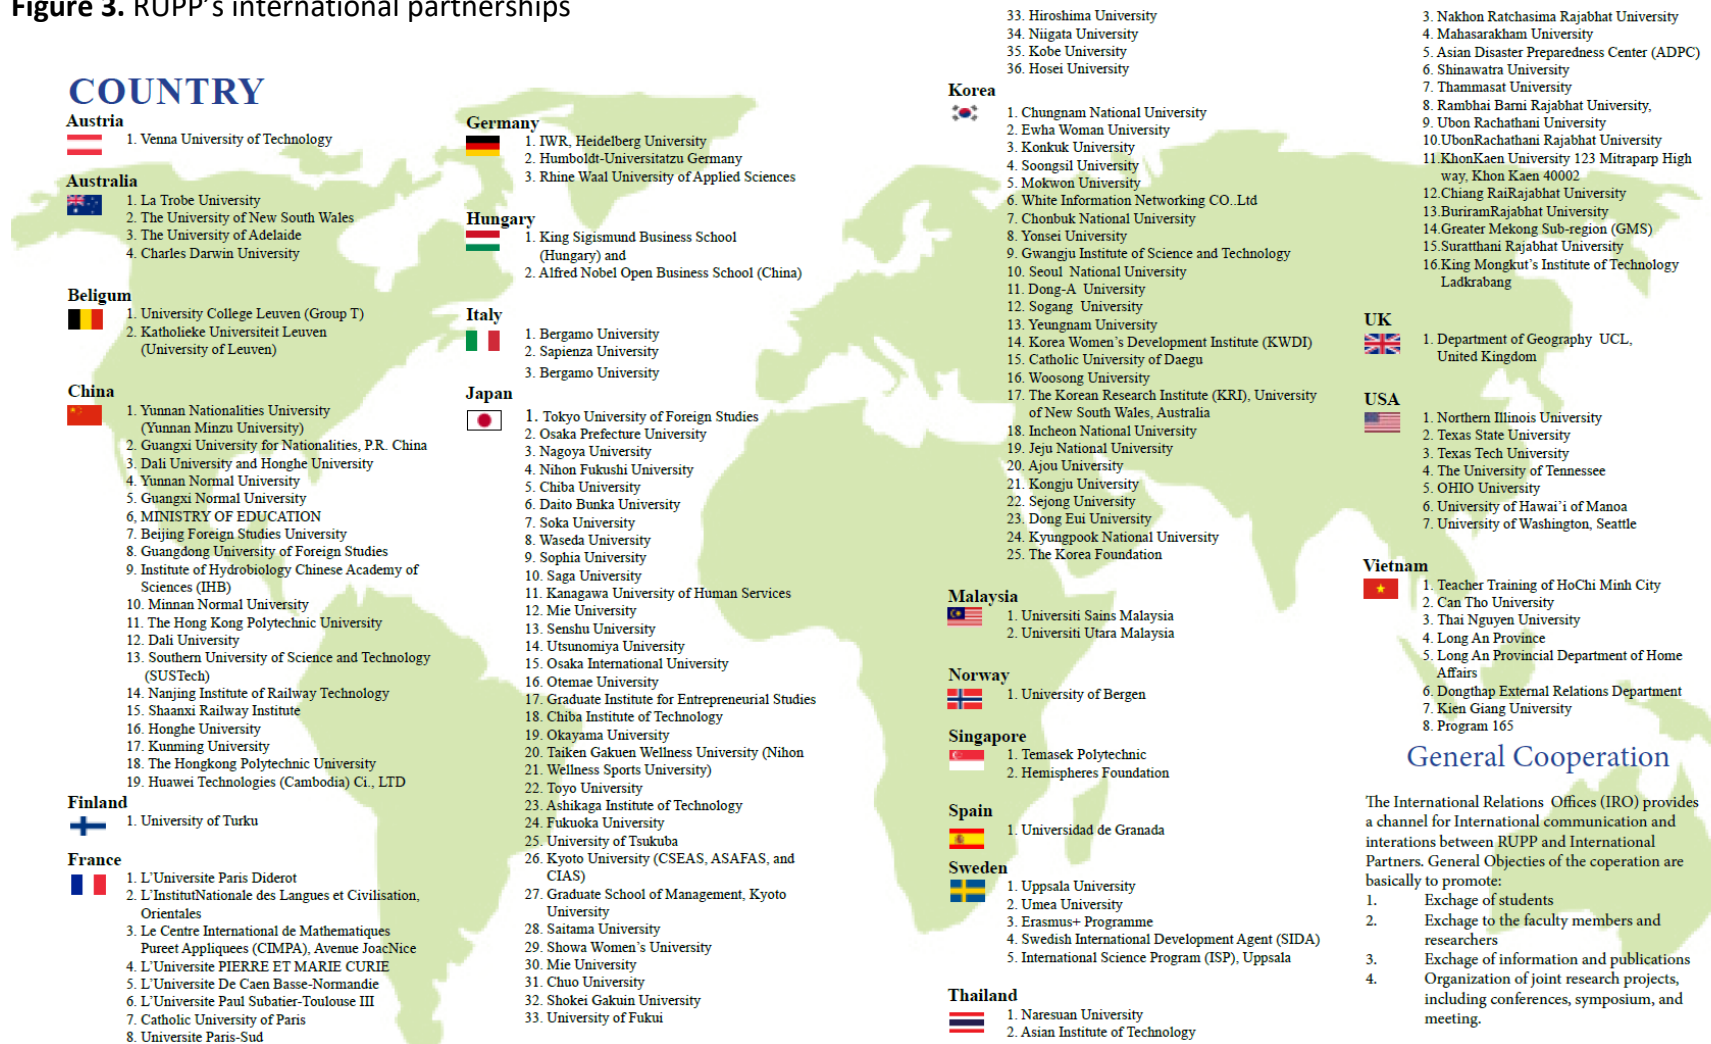 Figure 3. RUPP's international partnerships
COUNTRY
Austria
1. Venna University of Technology
Australia
1. La Trobe University
2. The University of New South Wales
3. The University of Adelaide
4. Charles Darwin University
Beligum
1. University College Leuven (Group T)
2. Katholieke Universiteit Leuven
(University of Leuven)
China
1. Yunnan Nationalities University
(Yunnan Minzu University)
2. Guangxi University for Nationalities, P.R. China
3. Dali University and Honghe University
4. Yunnan Normal University
5. Guangxi Normal University
6, MINISTRY OF EDUCATION
7. Beijing Foreign Studies University
8. Guangdong University of Foreign Studies
9. Institute of Hydrobiology Chinese Academy of
Sciences (IHB)
10. Minnan Normal University
11. The Hong Kong Polytechnic University
12. Dali University
13. Southern University of Science and Technology
(SUSTech)
14. Nanjing Institute of Railway Technology
15. Shaanxi Railway Institute
16. Honghe University
17. Kunming University
18. The Hongkong Polytechnic University
19. Huawei Technologies (Cambodia) Ci., LTD
Finland
1. University of Turku
France
1. L'Universite Paris Diderot
2. L'InstitutNationale des Langues et Civilisation,
Orientales
3. Le Centre International de Mathematiques
Pureet Appliquees (CIMPA), Avenue JoacNice
4. L'Universite PIERRE ET MARIE CURIE
5. L'Universite De Caen Basse-Normandie
6. L'Universite Paul Subatier-Toulouse III
7. Catholic University of Paris
8. Universite Paris-Sud
Germany
1. IWR, Heidelberg University
2. Humboldt-Universitatzu Germany
3. Rhine Waal University of Applied Sciences
Hungary
1. King Sigismund Business School
(Hungary) and
2. Alfred Nobel Open Business School (China)
Italy
1. Bergamo University
2. Sapienza University
3. Bergamo University
Japan
1. Tokyo University of Foreign Studies
2. Osaka Prefecture University
3. Nagoya University
4. Nihon Fukushi University
5. Chiba University
6. Daito Bunka University
7. Soka University
8. Waseda University
9. Sophia University
10. Saga University
11. Kanagawa University of Human Services
12. Mie University
13. Senshu University
14. Utsunomiya University
15. Osaka International University
16. Otemae University
17. Graduate Institute for Entrepreneurial Studies
18. Chiba Institute of Technology
19. Okayama University
20. Taiken Gakuen Wellness University (Nihon
21. Wellness Sports University)
22. Toyo University
23. Ashikaga Institute of Technology
24. Fukuoka University
25. University of Tsukuba
26. Kyoto University (CSEAS, ASAFAS, and
CIAS)
27. Graduate School of Management, Kyoto
University
28. Saitama University
29. Showa Women's University
30. Mie University
31. Chuo University
32. Shokei Gakuin University
33. University of Fukui
33. Hiroshima University
34. Niigata University
35. Kobe University
36. Hosei University
Korea
1. Chungnam National University
2. Ewha Woman University
3. Konkuk University
4. Soongsil University
5. Mokwon University
6. White Information Networking CO..Ltd
7. Chonbuk National University
8. Yonsei University
9. Gwangju Institute of Science and Technology
10. Seoul National University
11. Dong-A University
12. Sogang University
13. Yeungnam University
14. Korea Women's Development Institute (KWDI)
15. Catholic University of Daegu
16. Woosong University
17. The Korean Research Institute (KRI), University
of New South Wales, Australia
18. Incheon National University
19. Jeju National University
20. Ajou University
21. Kongju University
22. Sejong University
23. Dong Eui University
24. Kyungpook National University
25. The Korea Foundation
Malaysia
1. Universiti Sains Malaysia
2. Universiti Utara Malaysia
Norway
1. University of Bergen
Singapore
1. Temasek Polytechnic
2. Hemispheres Foundation
Spain
1. Universidad de Granada
Sweden
1. Uppsala University
2. Umea University
3. Erasmus+ Programme
4. Swedish International Development Agent (SIDA)
5. International Science Program (ISP), Uppsala
Thailand
1. Naresuan University
2. Asian Institute of Technology
3. Nakhon Ratchasima Rajabhat University
4. Mahasarakham University
5. Asian Disaster Preparedness Center (ADPC)
6. Shinawatra University
7. Thammasat University
8. Rambhai Barni Rajabhat University,
9. Ubon Rachathani University
10.UbonRachathani Rajabhat University
11.KhonKaen University 123 Mitraparp High
way, Khon Kaen 40002
12.Chiang RaiRajabhat University
13.BuriramRajabhat University
14.Greater Mekong Sub-region (GMS)
15.Suratthani Rajabhat University
16.King Mongkut's Institute of Technology
Ladkrabang
UK
1. Department of Geography UCL,
United Kingdom
USA
1. Northern Illinois University
2. Texas State University
3. Texas Tech University
4. The University of Tennessee
5. OHIO University
6. University of Hawai'i of Manoa
7. University of Washington, Seattle
Vietnam
1. Teacher Training of HoChi Minh City
2. Can Tho University
3. Thai Nguyen University
4. Long An Province
5. Long An Provincial Department of Home
Affairs
6. Dongthap External Relations Department
7. Kien Giang University
8. Program 165
General Cooperation
The International Relations Offices (IRO) provides
a channel for International communication and
interations between RUPP and International
Partners. General Objecties of the coperation are
basically to promote:
1. Exchage of students
2. Exchage to the faculty members and
researchers
3. Exchage of information and publications
4. Organization of joint research projects,
including conferences, symposium, and
meeting.